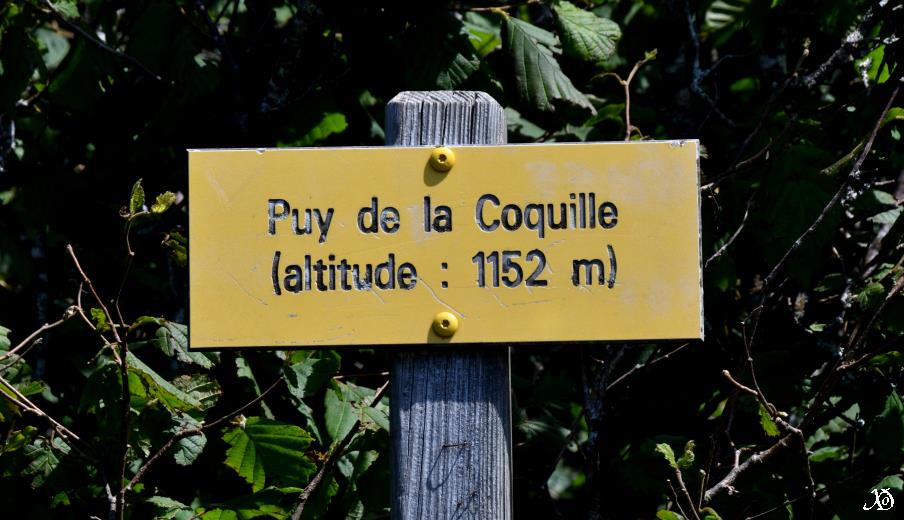 Puy de la Coquille
(altitude : 1152 m)